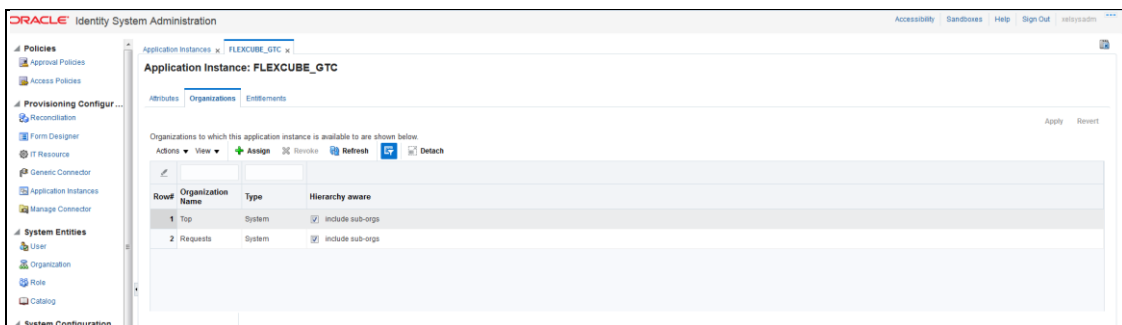 ORACLE Identity System Administration
Accessibility Sandboxes Help Sign Out xelsysadm
Policies
Approval Policies
Access Policies
Provisioning Configur...
Reconciliation
Form Designer
IT Resource
Generic Connector
Application Instances
Manage Connector
System Entities
User
Organization
Role
Catalog
System Configuration
Application Instances x FLEXCUBE_GTC x
Application Instance: FLEXCUBE_GTC
Attributes Organizations Entitlements
Apply Revert
Organizations to which this application instance is available to are shown below.
Actions View Assign Revoke Refresh Detach
Row# Organization Name Type Hierarchy aware
1 Top System include sub-orgs
2 Requests System include sub-orgs